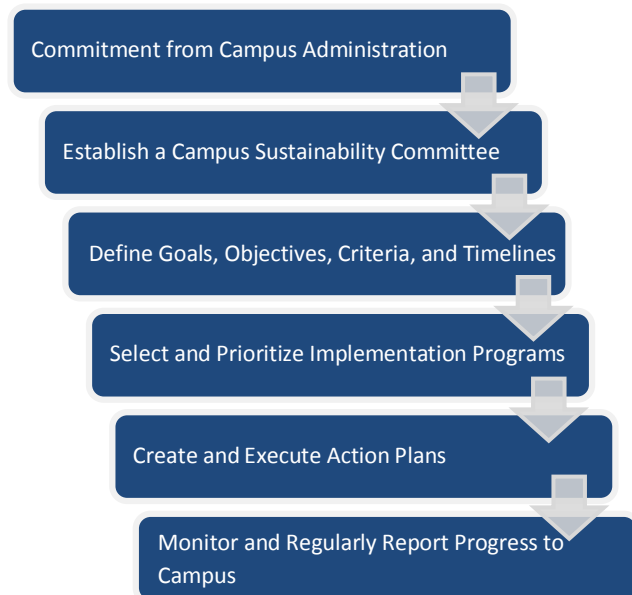 Commitment from Campus Administration
Establish a Campus Sustainability Committee
Define Goals, Objectives, Criteria, and Timelines
Select and Prioritize Implementation Programs
Create and Execute Action Plans
Monitor and Regularly Report Progress to
Campus